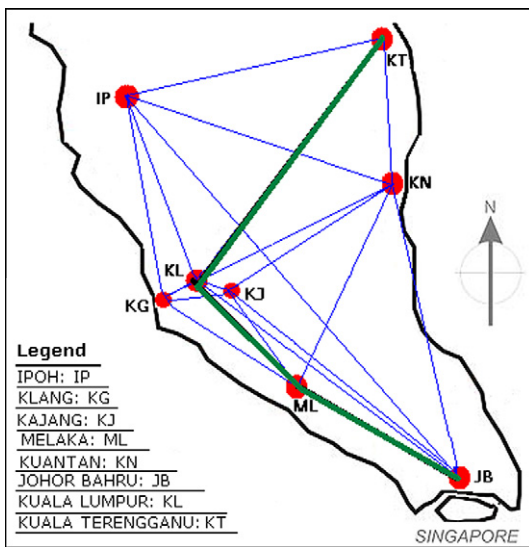 KT
IP
KN
N
KL
KG
KJ
Legend
IPOH: IP
KLANG: KG
KAJANG: KJ
MELAKA: ML
KUANTAN: KN
JOHOR BAHRU: JB
KUALA LUMPUR: KL
KUALA TERENGGANU: KT
ML
JB
SINGAPORE